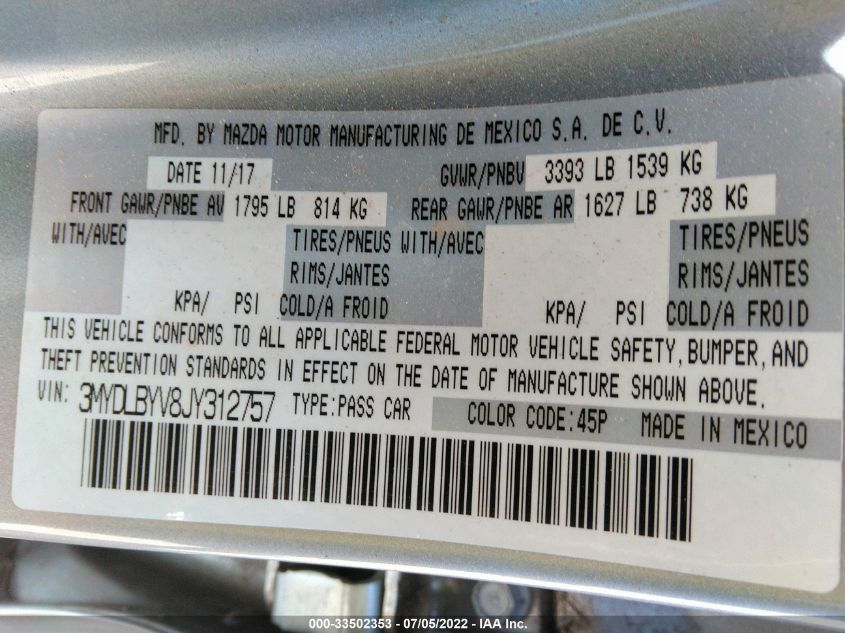 MFD. BY MAZDA MOTOR MANUFACTURING DE MEXICO S.A. DE C.V.
DATE 11/17 GVWR/PNBV 3393 LB 1539 KG
FRONT GAWR/PNBE AV 1795 LB 814 KG REAR GAWR/PNBE AR 1627 LB 738 KG
WITH/AVEC TIRES/PNEUS WITH/AVEC TIRES/PNEUS
RIMS/JANTES RIMS/JANTES
KPA/ PSI COLD/A FROID KPA/ PSI COLD/A FROID
THIS VEHICLE CONFORMS TO ALL APPLICABLE FEDERAL MOTOR VEHICLE SAFETY, BUMPER, AND
THEFT PREVENTION STANDARDS IN EFFECT ON THE DATE OF MANUFACTURE SHOWN ABOVE.
VIN: 3MYDLBYV8JY312757 TYPE:PASS CAR COLOR CODE:45P MADE IN MEXICO
000-33502353 — 07/05/2022 — IAA Inc.